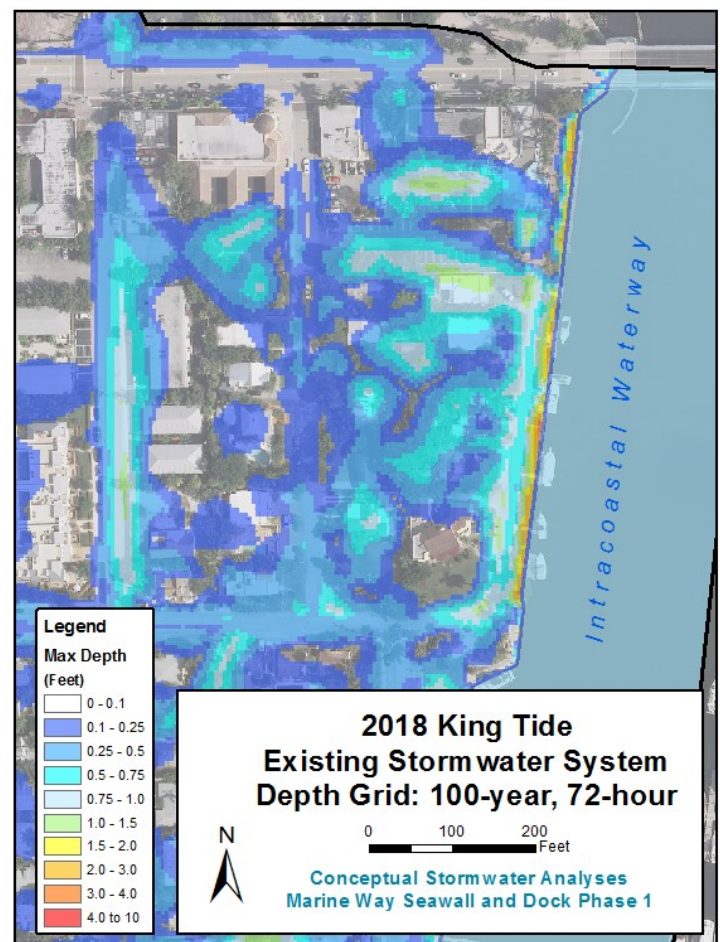 Intracoastal Waterway
Legend
Max Depth
(Feet)
0 - 0.1
0.1 - 0.25
0.25 - 0.5
0.5 - 0.75
0.75 - 1.0
1.0 - 1.5
1.5 - 2.0
2.0 - 3.0
3.0 - 4.0
4.0 to 10
2018 King Tide
Existing Stormwater System
Depth Grid: 100-year, 72-hour
N
0 100 200
Feet
Conceptual Stormwater Analyses
Marine Way Seawall and Dock Phase 1